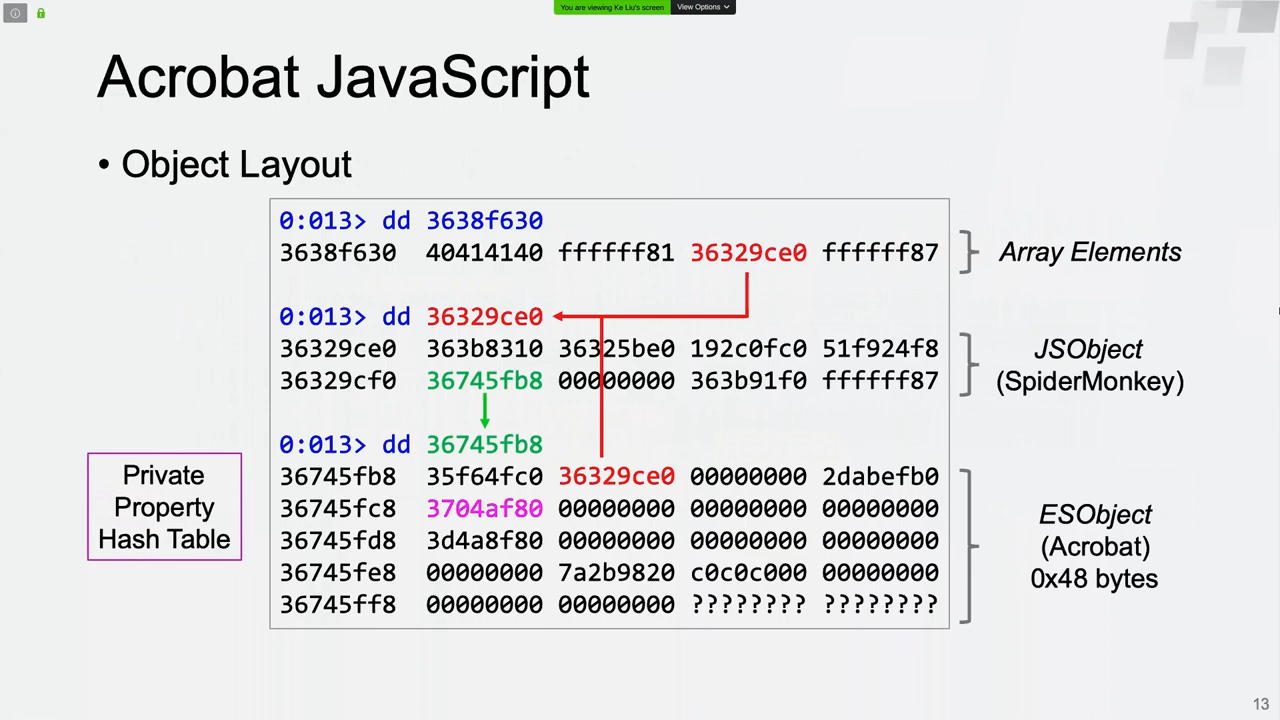 You are viewing Ke Liu's screen
View Options
Acrobat JavaScript
• Object Layout
0:013> dd 3638f630
3638f630 40414140 ffffff81 36329ce0 ffffff87
Array Elements
0:013> dd 36329ce0
36329ce0 363b8310 36325be0 192c0fc0 51f924f8
36329cf0 36745fb8 00000000 363b91f0 ffffff87
JSObject
(SpiderMonkey)
0:013> dd 36745fb8
36745fb8 35f64fc0 36329ce0 00000000 2dabefb0
36745fc8 3704af80 00000000 00000000 00000000
36745fd8 3d4a8f80 00000000 00000000 00000000
36745fe8 00000000 7a2b9820 c0c0c000 00000000
36745ff8 00000000 00000000 ???????? ????????
Private
Property
Hash Table
ESObject
(Acrobat)
0x48 bytes
13